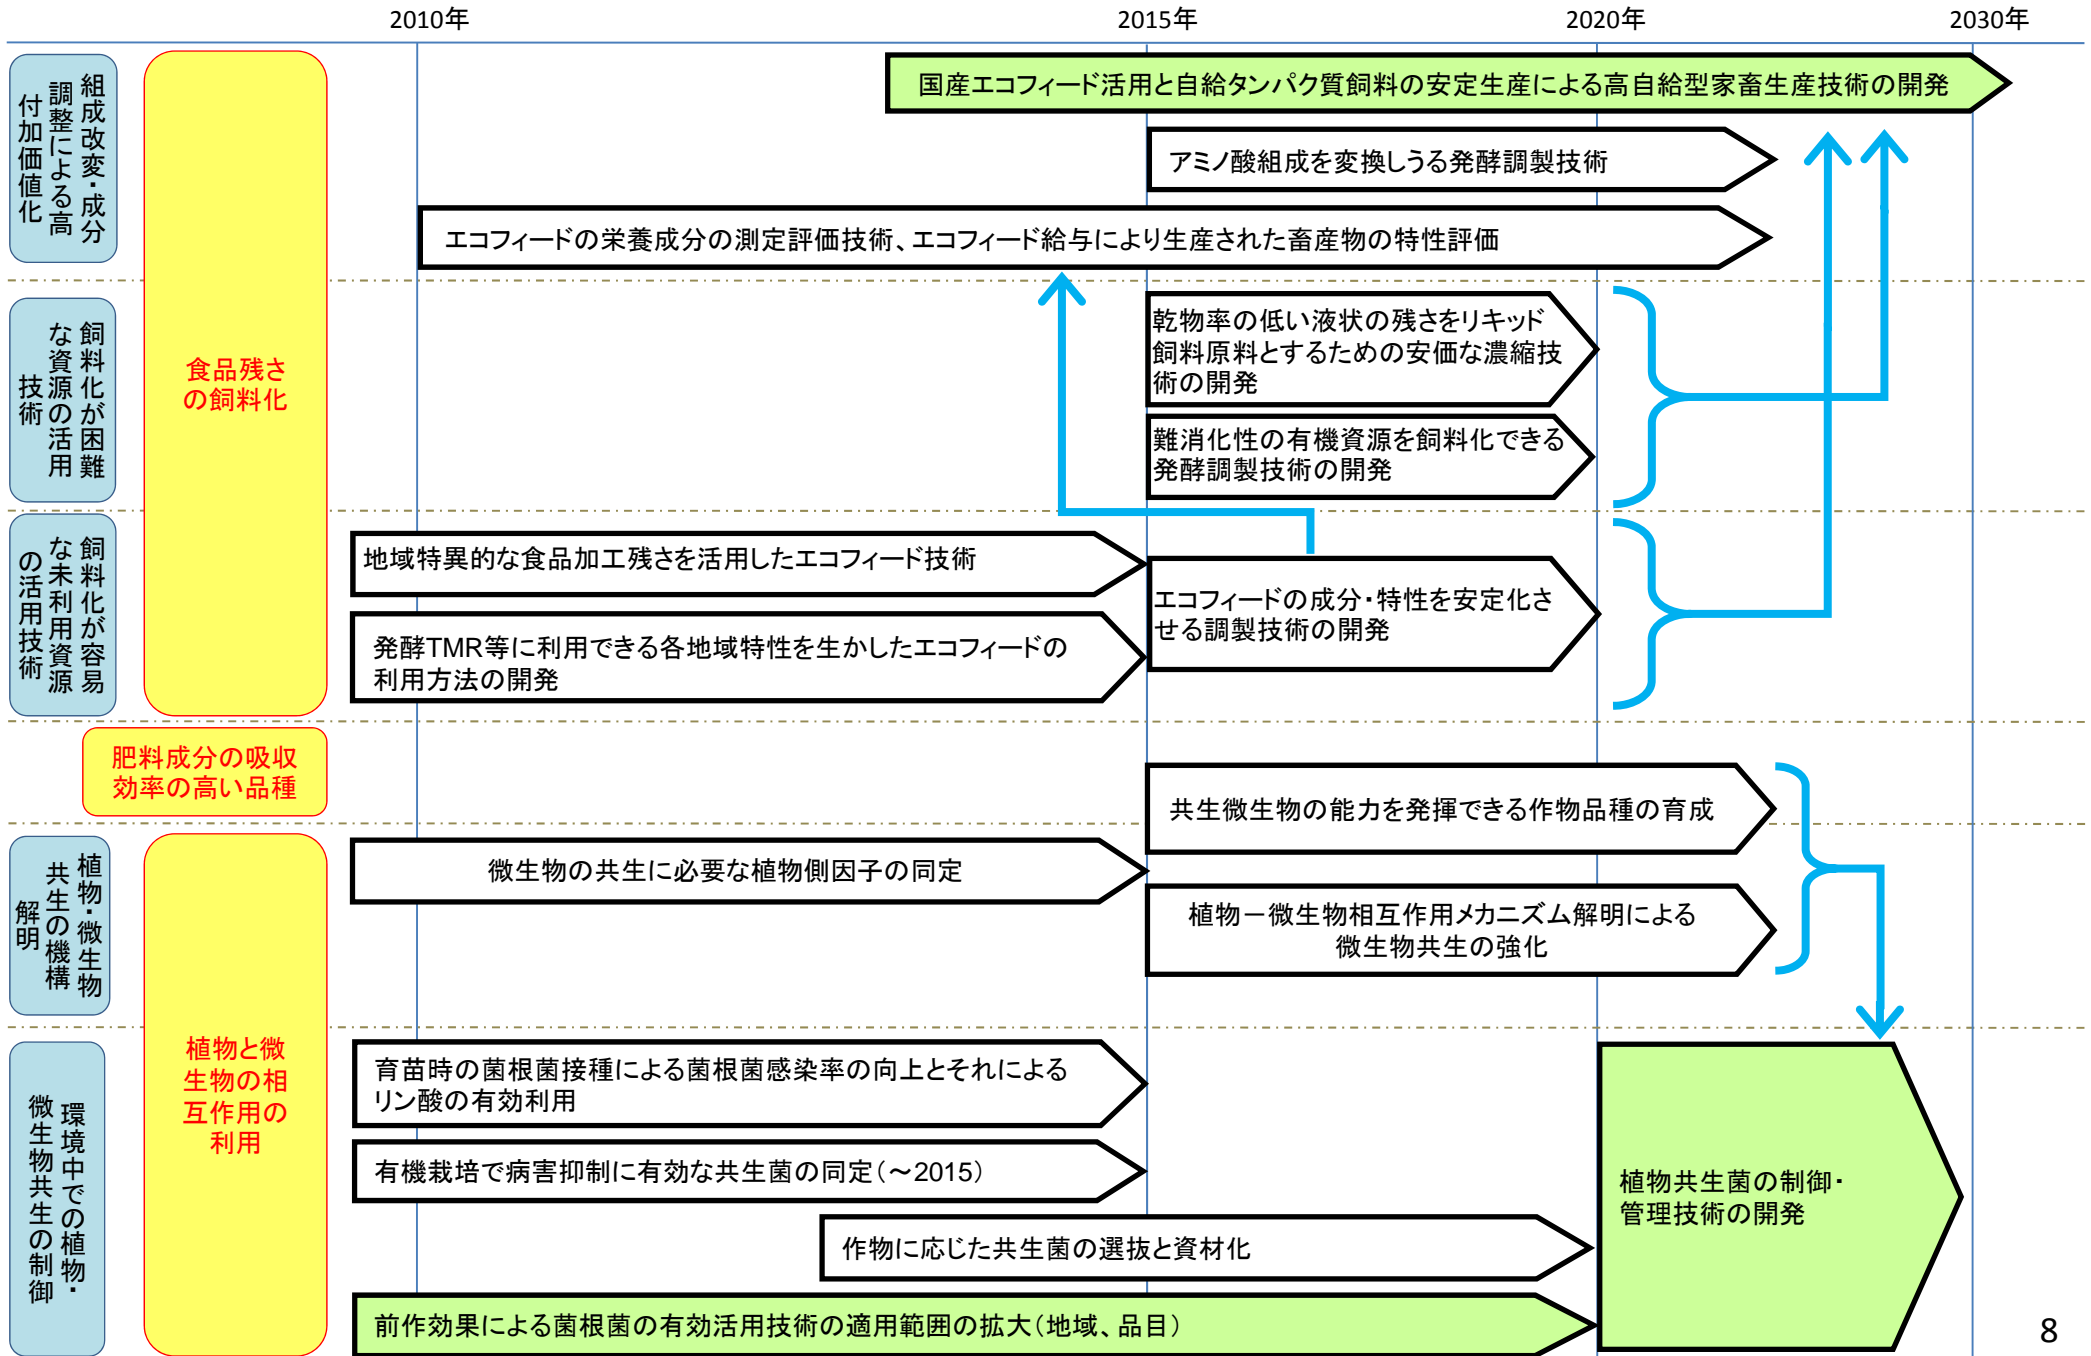 2010年
2015年
2020年
2030年
組成改変・成分
調整による高
付加価値化
食品残さ
の飼料化
国産エコフィード活用と自給タンパク質飼料の安定生産による高自給型家畜生産技術の開発
アミノ酸組成を変換しうる発酵調製技術
エコフィードの栄養成分の測定評価技術、エコフィード給与により生産された畜産物の特性評価
飼料化が困難
な資源の活用
技術
乾物率の低い液状の残さをリキッド
飼料原料とするための安価な濃縮技
術の開発
難消化性の有機資源を飼料化できる
発酵調製技術の開発
飼料化が容易
な未利用資源
の活用技術
地域特異的な食品加工残さを活用したエコフィード技術
発酵TMR等に利用できる各地域特性を生かしたエコフィードの
利用方法の開発
エコフィードの成分・特性を安定化さ
せる調製技術の開発
肥料成分の吸収
効率の高い品種
共生微生物の能力を発揮できる作物品種の育成
植物・微生物
共生の機構
解明
植物と微
生物の相
互作用の
利用
微生物の共生に必要な植物側因子の同定
植物－微生物相互作用メカニズム解明による
微生物共生の強化
環境中での植物・
微生物共生の制御
育苗時の菌根菌接種による菌根菌感染率の向上とそれによる
リン酸の有効利用
有機栽培で病害抑制に有効な共生菌の同定（～2015）
作物に応じた共生菌の選抜と資材化
前作効果による菌根菌の有効活用技術の適用範囲の拡大（地域、品目）
植物共生菌の制御・
管理技術の開発
8